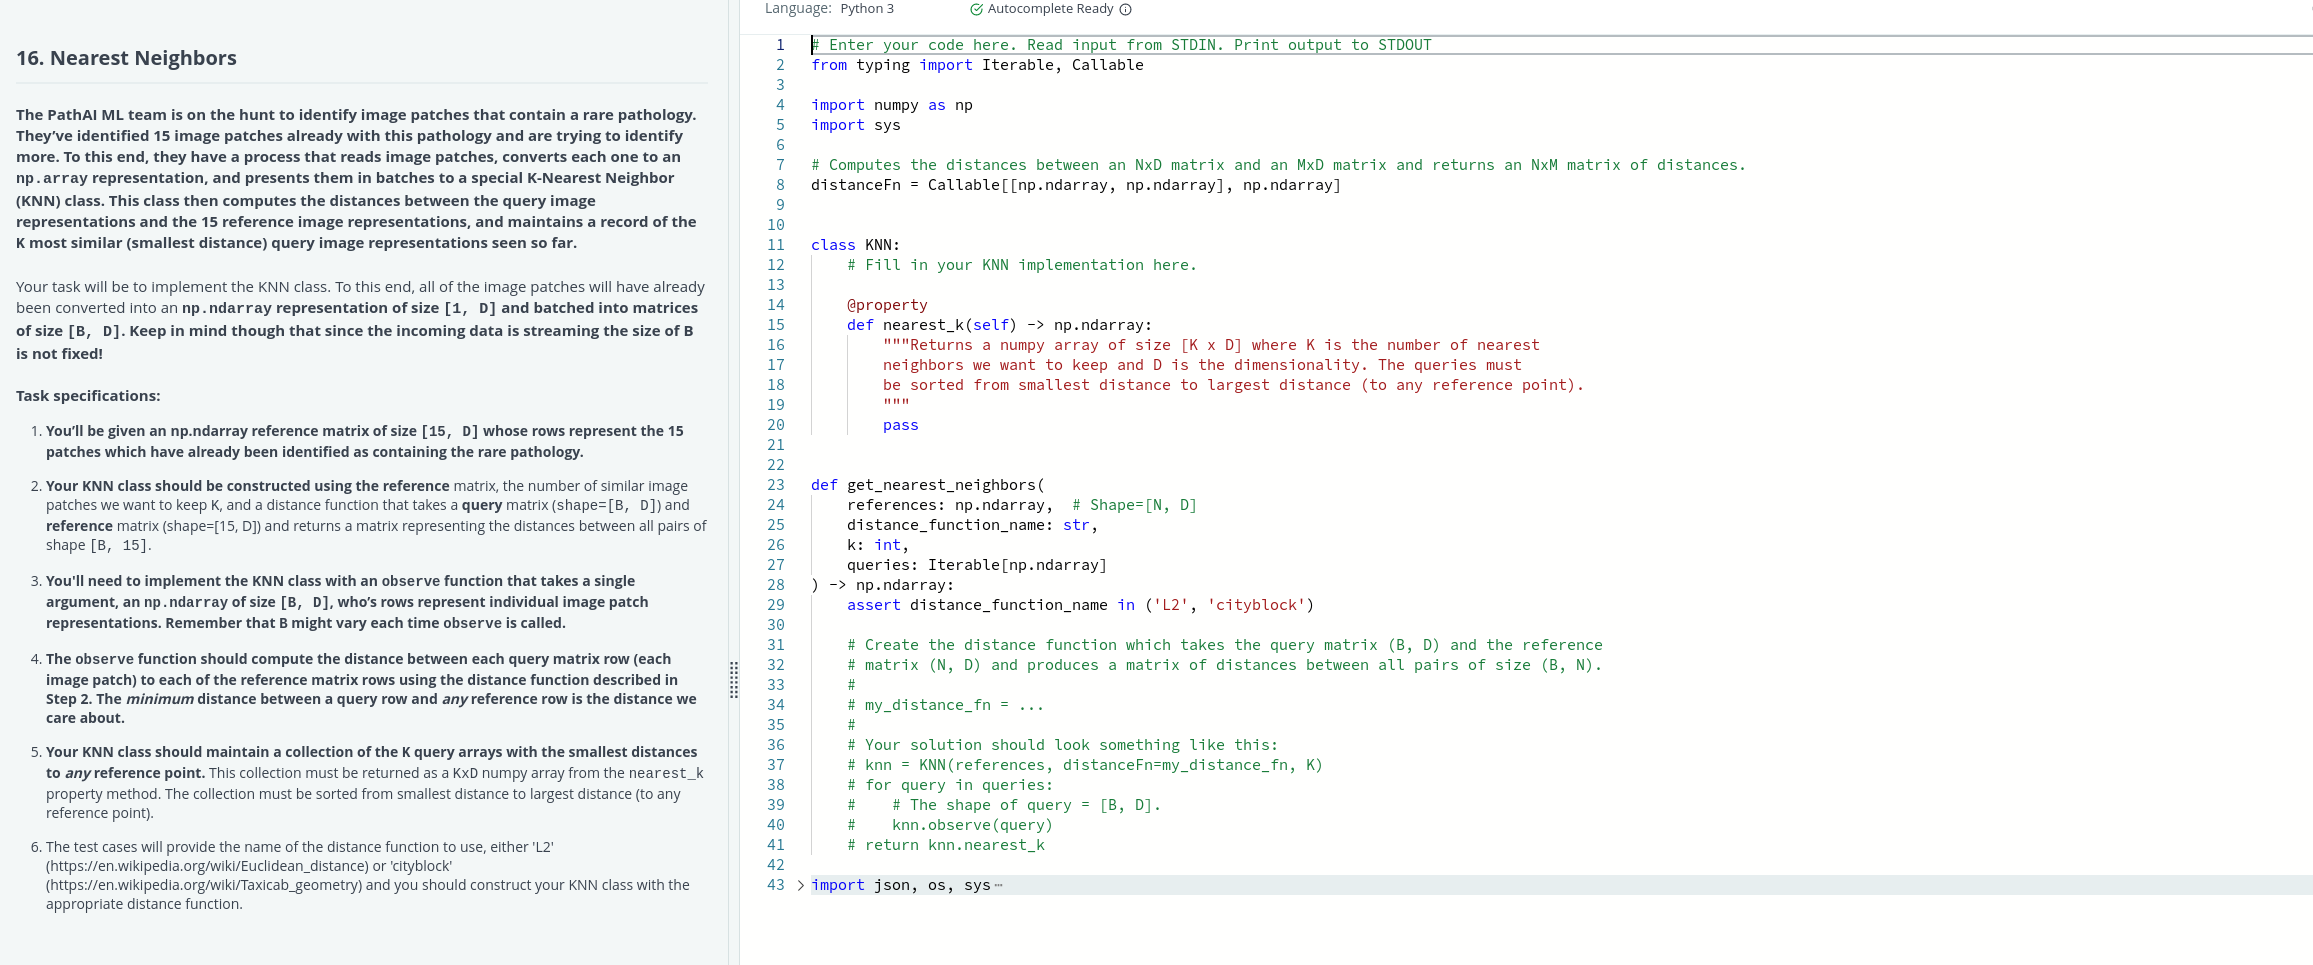 Language: Python 3 Autocomplete Ready
16. Nearest Neighbors
The PathAI ML team is on the hunt to identify image patches that contain a rare pathology.
They’ve identified 15 image patches already with this pathology and are trying to identify
more. To this end, they have a process that reads image patches, converts each one to an
np.array representation, and presents them in batches to a special K-Nearest Neighbor
(KNN) class. This class then computes the distances between the query image
representations and the 15 reference image representations, and maintains a record of the
K most similar (smallest distance) query image representations seen so far.
Your task will be to implement the KNN class. To this end, all of the image patches will have already
been converted into an np.ndarray representation of size [1, D] and batched into matrices
of size [B, D]. Keep in mind though that since the incoming data is streaming the size of B
is not fixed!
Task specifications:
1. You’ll be given an np.ndarray reference matrix of size [15, D] whose rows represent the 15
patches which have already been identified as containing the rare pathology.
2. Your KNN class should be constructed using the reference matrix, the number of similar image
patches we want to keep K, and a distance function that takes a query matrix (shape=[B, D]) and
reference matrix (shape=[15, D]) and returns a matrix representing the distances between all pairs of
shape [B, 15].
3. You'll need to implement the KNN class with an observe function that takes a single
argument, an np.ndarray of size [B, D], who’s rows represent individual image patch
representations. Remember that B might vary each time observe is called.
4. The observe function should compute the distance between each query matrix row (each
image patch) to each of the reference matrix rows using the distance function described in
Step 2. The minimum distance between a query row and any reference row is the distance we
care about.
5. Your KNN class should maintain a collection of the K query arrays with the smallest distances
to any reference point. This collection must be returned as a KxD numpy array from the nearest_k
property method. The collection must be sorted from smallest distance to largest distance (to any
reference point).
6. The test cases will provide the name of the distance function to use, either 'L2'
(https://en.wikipedia.org/wiki/Euclidean_distance) or 'cityblock'
(https://en.wikipedia.org/wiki/Taxicab_geometry) and you should construct your KNN class with the
appropriate distance function.
1 # Enter your code here. Read input from STDIN. Print output to STDOUT
2 from typing import Iterable, Callable
3
4 import numpy as np
5 import sys
6
7 # Computes the distances between an NxD matrix and an MxD matrix and returns an NxM matrix of distances.
8 distanceFn = Callable[[np.ndarray, np.ndarray], np.ndarray]
9
10
11 class KNN:
12     # Fill in your KNN implementation here.
13
14     @property
15     def nearest_k(self) -> np.ndarray:
16         """Returns a numpy array of size [K x D] where K is the number of nearest
17         neighbors we want to keep and D is the dimensionality. The queries must
18         be sorted from smallest distance to largest distance (to any reference point).
19         """
20         pass
21
22
23 def get_nearest_neighbors(
24     references: np.ndarray,  # Shape=[N, D]
25     distance_function_name: str,
26     k: int,
27     queries: Iterable[np.ndarray]
28 ) -> np.ndarray:
29     assert distance_function_name in ('L2', 'cityblock')
30
31     # Create the distance function which takes the query matrix (B, D) and the reference
32     # matrix (N, D) and produces a matrix of distances between all pairs of size (B, N).
33     #
34     # my_distance_fn = ...
35     #
36     # Your solution should look something like this:
37     # knn = KNN(references, distanceFn=my_distance_fn, K)
38     # for query in queries:
39     #    # The shape of query = [B, D].
40     #    knn.observe(query)
41     # return knn.nearest_k
42
43 import json, os, sys⋯